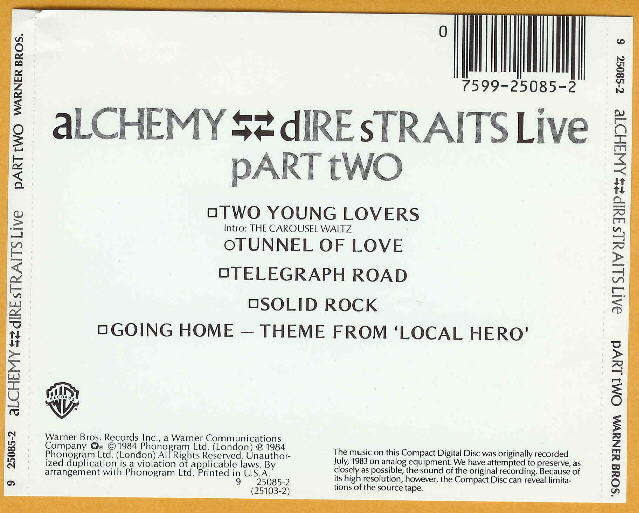 0
7599-25085-2
aLCHEMY dIRE sTRAITS Live
pART tWO
TWO YOUNG LOVERS
Intro: THE CAROUSEL WALTZ
TUNNEL OF LOVE
TELEGRAPH ROAD
SOLID ROCK
GOING HOME — THEME FROM ‘LOCAL HERO’
Warner Bros. Records Inc., a Warner Communications
Company ©1984 Phonogram Ltd. (London) ℗ 1984
Phonogram Ltd. (London) All Rights Reserved. Unauthor-
ized duplication is a violation of applicable laws. By
arrangement with Phonogram Ltd. Printed in U.S.A.
9 25085-2
(25103-2)
The music on this Compact Digital Disc was originally recorded
July, 1983 on analog equipment. We have attempted to preserve, as
closely as possible, the sound of the original recording. Because of
its high resolution, however, the Compact Disc can reveal limita-
tions of the source tape.
9 25085-2 aLCHEMY dIRE sTRAITS Live pART tWO WARNER BROS.
9 25085-2 aLCHEMY dIRE sTRAITS Live pART tWO WARNER BROS.